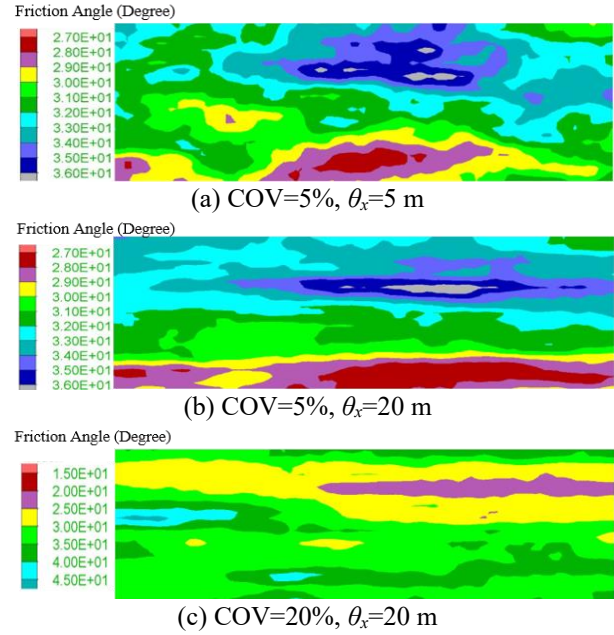 Friction Angle (Degree)
2.70E+01
2.80E+01
2.90E+01
3.00E+01
3.10E+01
3.20E+01
3.30E+01
3.40E+01
3.50E+01
3.60E+01
(a) COV=5%, θx=5 m
Friction Angle (Degree)
2.70E+01
2.80E+01
2.90E+01
3.00E+01
3.10E+01
3.20E+01
3.30E+01
3.40E+01
3.50E+01
3.60E+01
(b) COV=5%, θx=20 m
Friction Angle (Degree)
1.50E+01
2.00E+01
2.50E+01
3.00E+01
3.50E+01
4.00E+01
4.50E+01
(c) COV=20%, θx=20 m